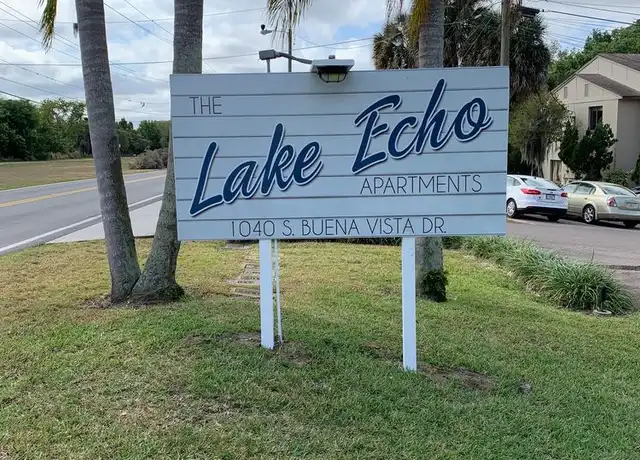 THE
Lake Echo
APARTMENTS
1040 S. BUENA VISTA DR.